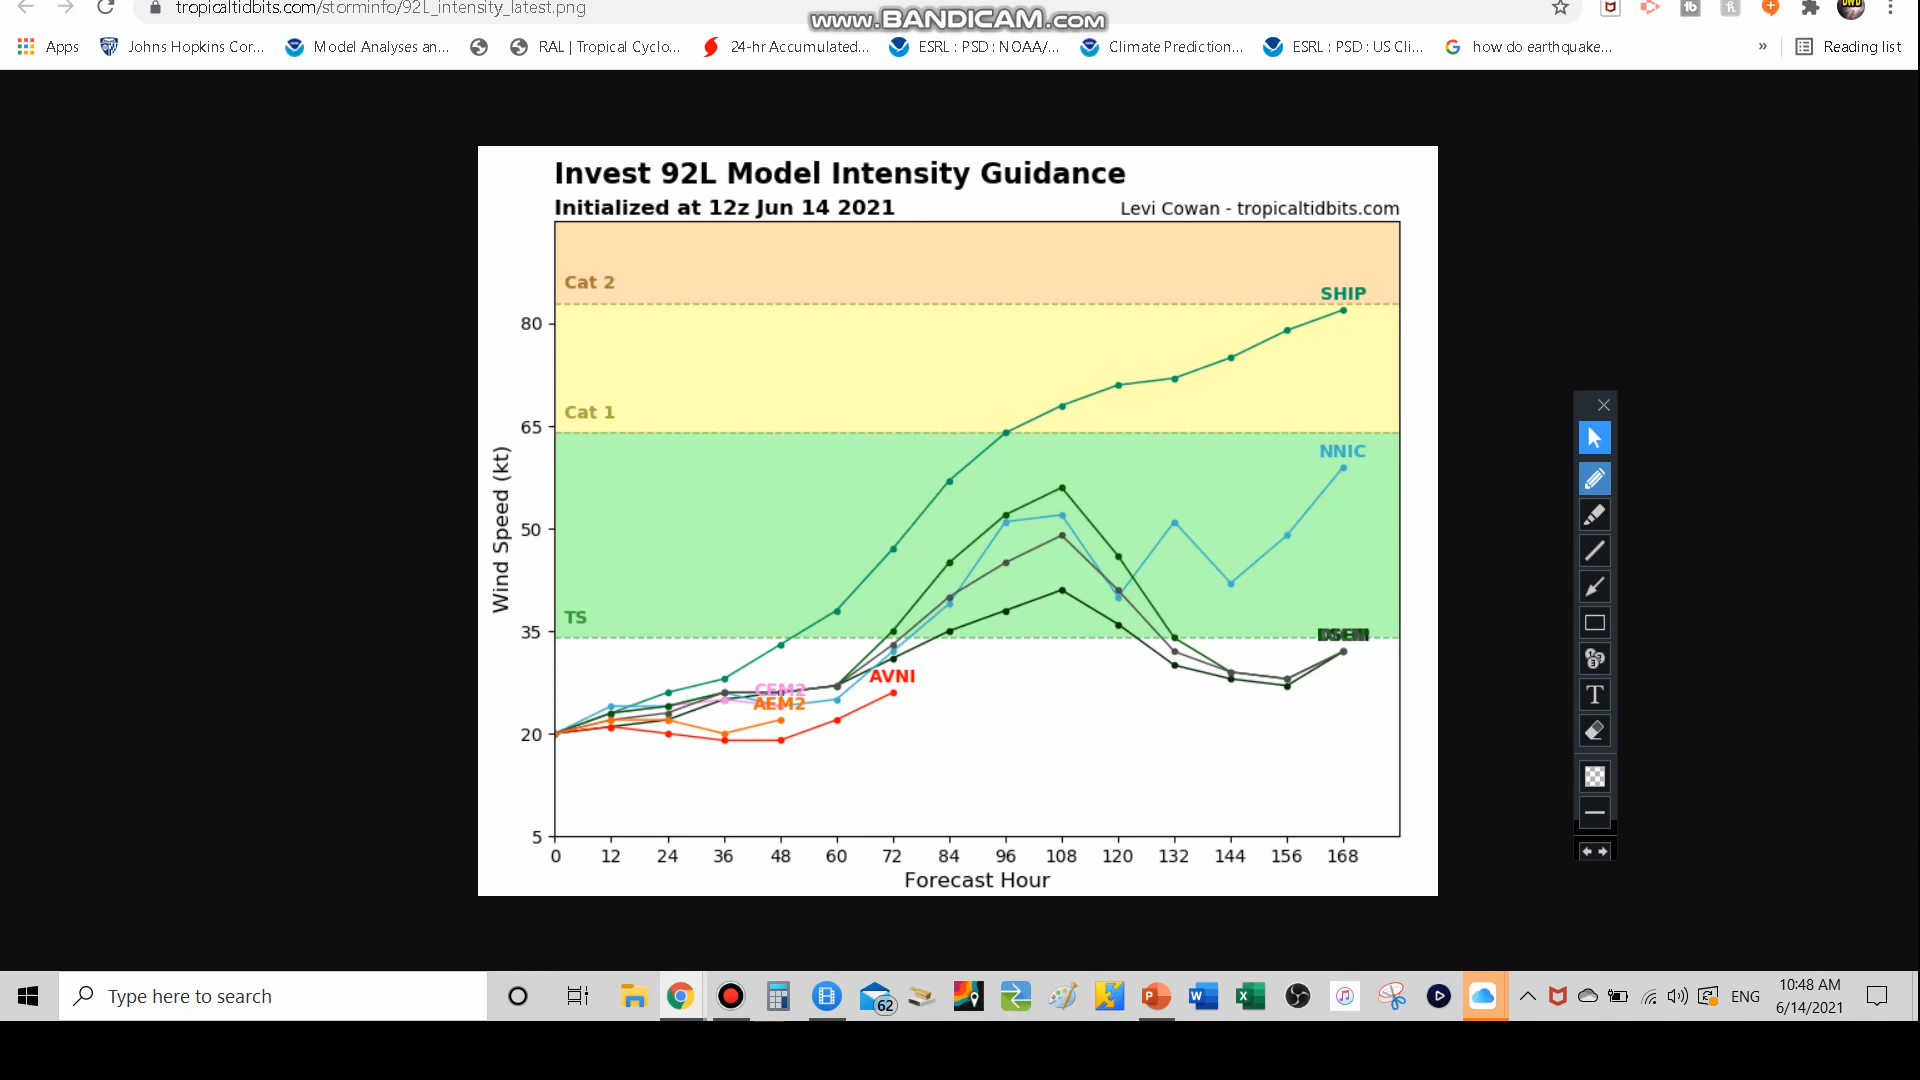 tropicaltidbits.com/storminfo/92L_intensity_latest.png
www.BANDICAM.com
Apps
Johns Hopkins Cor...
Model Analyses an...
RAL | Tropical Cyclo...
24-hr Accumulated...
ESRL : PSD : NOAA/...
Climate Prediction...
ESRL : PSD : US Cli...
how do earthquake...
»
Reading list
Invest 92L Model Intensity Guidance
Initialized at 12z Jun 14 2021
Levi Cowan - tropicaltidbits.com
Cat 2
SHIP
80
Cat 1
65
NNIC
Wind Speed (kt)
50
TS
35
AVNI
CEM2
AEM2
20
5
0 12 24 36 48 60 72 84 96 108 120 132 144 156 168
Forecast Hour
T
Type here to search
62
ENG
10:48 AM
6/14/2021